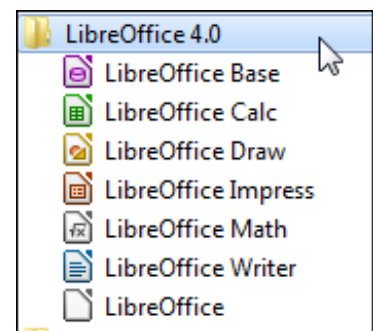 LibreOffice 4.0
LibreOffice Base
LibreOffice Calc
LibreOffice Draw
LibreOffice Impress
LibreOffice Math
LibreOffice Writer
LibreOffice